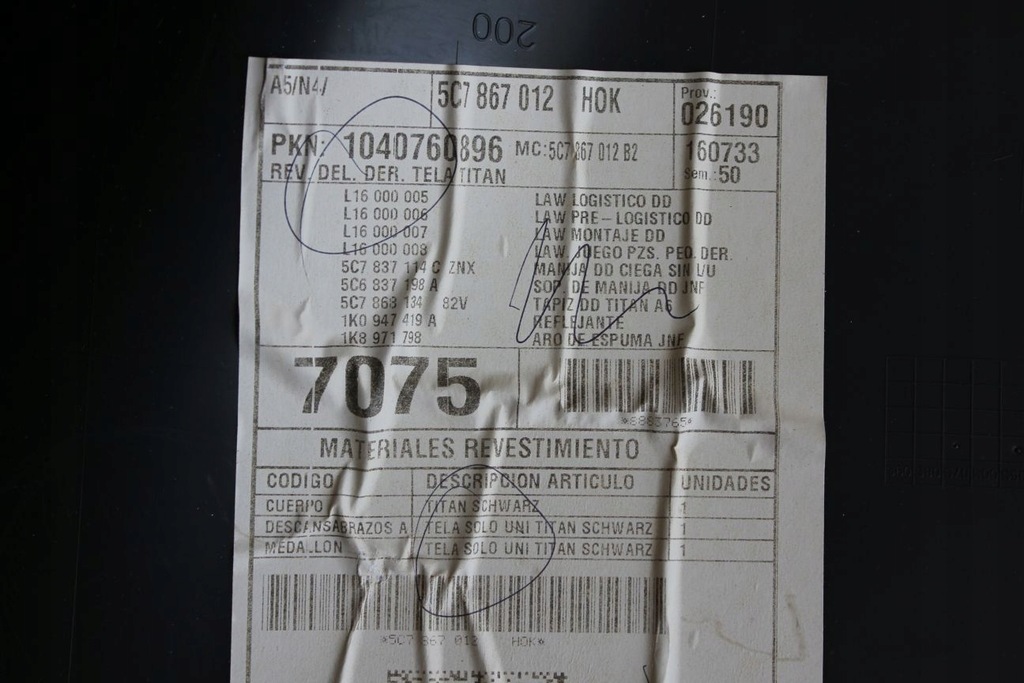 200
A5/N4/ 5C7 867 012 HOK Prov.: 026190
PKN: 1040760896 MC:5C7 867 012 B2 160733
REV. DEL. DER. TELA TITAN Sem.:50
L16 000 005 LAW LOGISTICO DD
L16 000 006 LAW PRE-LOGISTICO DD
L16 000 007 LAW MONTAJE DD
L16 000 008 LAW. JUEGO PZS. PEQ. DER.
5C7 837 114 C ZNX MANIJA DD CIEGA SIN L/U
5C6 837 198 A SOP. DE MANIJA DD JNF
5C7 868 134 82V TAPIZ DD TITAN A6
1K0 947 419 A REFLEJANTE
1K8 971 798 ARO DE ESPUMA JNF
7075
*8883765*
MATERIALES REVESTIMIENTO
CODIGO DESCRIPCION ARTICULO UNIDADES
CUERPO TITAN SCHWARZ 1
DESCANSABRAZOS A TELA SOLO UNI TITAN SCHWARZ 1
MEDALLON TELA SOLO UNI TITAN SCHWARZ 1
*5C7 867 012 HOK*